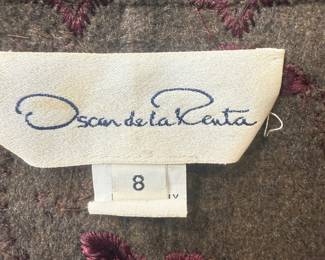 Oscar de la Renta
8